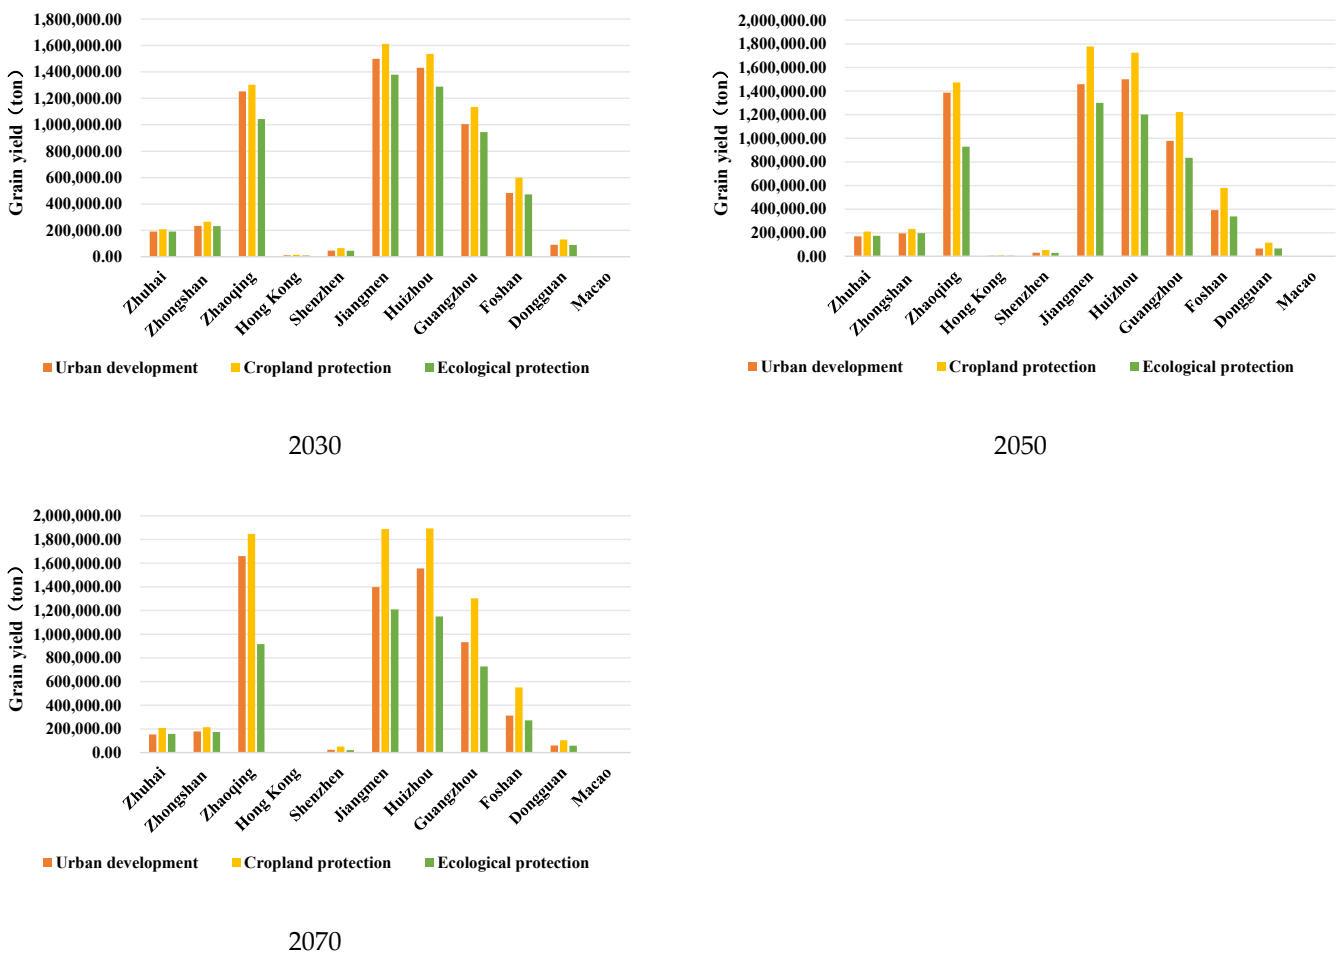 Grain yield（ton）
1,800,000.00
1,600,000.00
1,400,000.00
1,200,000.00
1,000,000.00
800,000.00
600,000.00
400,000.00
200,000.00
0.00
Zhuhai
Zhongshan
Zhaoqing
Hong Kong
Shenzhen
Jiangmen
Huizhou
Guangzhou
Foshan
Dongguan
Macao
Urban development Cropland protection Ecological protection
2030
Grain yield（ton）
2,000,000.00
1,800,000.00
1,600,000.00
1,400,000.00
1,200,000.00
1,000,000.00
800,000.00
600,000.00
400,000.00
200,000.00
0.00
Zhuhai
Zhongshan
Zhaoqing
Hong Kong
Shenzhen
Jiangmen
Huizhou
Guangzhou
Foshan
Dongguan
Macao
Urban development Cropland protection Ecological protection
2050
Grain yield（ton）
2,000,000.00
1,800,000.00
1,600,000.00
1,400,000.00
1,200,000.00
1,000,000.00
800,000.00
600,000.00
400,000.00
200,000.00
0.00
Zhuhai
Zhongshan
Zhaoqing
Hong Kong
Shenzhen
Jiangmen
Huizhou
Guangzhou
Foshan
Dongguan
Macao
Urban development Cropland protection Ecological protection
2070